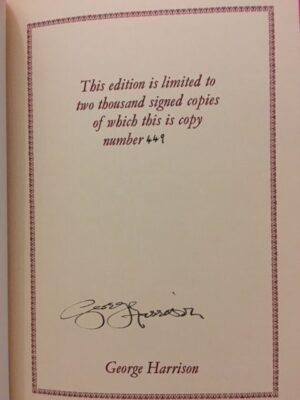 This edition is limited to
two thousand signed copies
of which this is copy
number 449
George Harrison
George Harrison